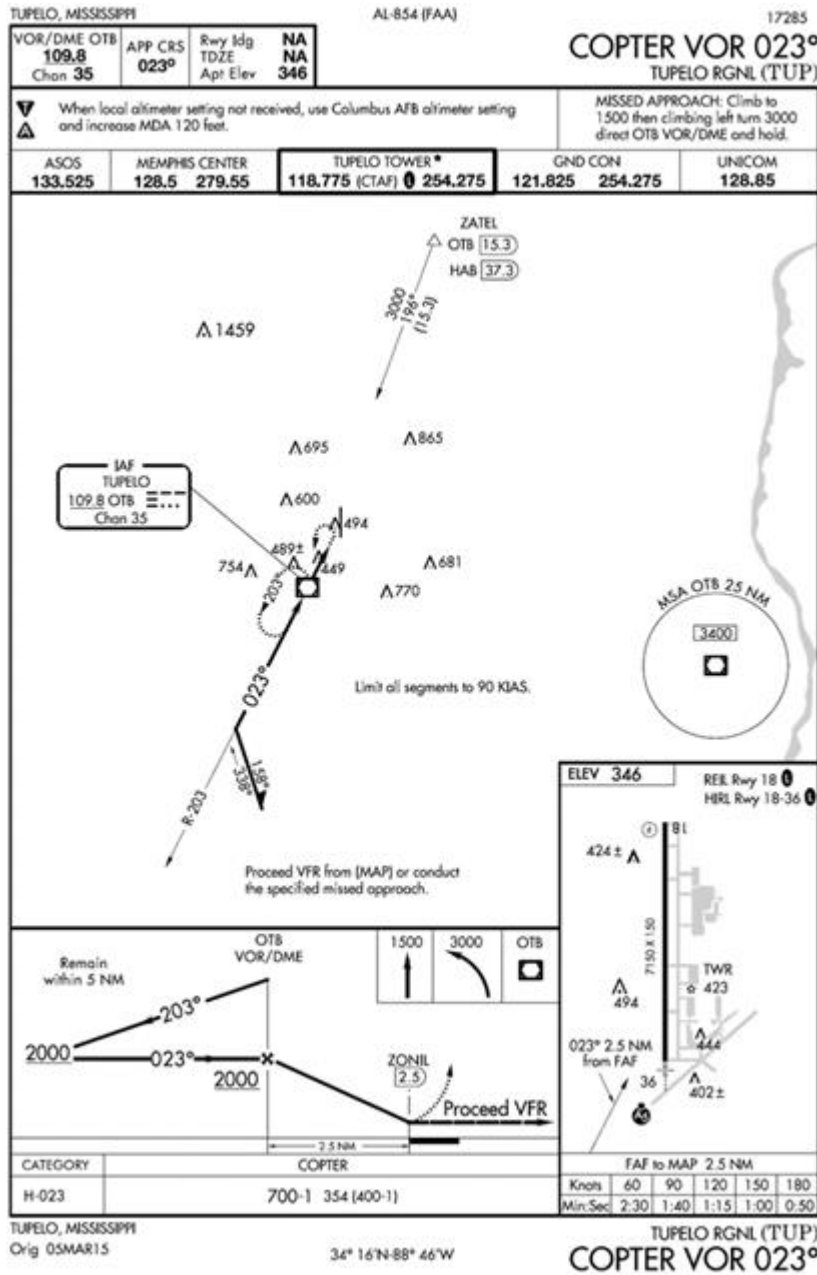 TUPELO, MISSISSIPPI
AL-854 (FAA)
17285
VOR/DME OTB
109.8
Chan 35
APP CRS
023°
Rwy ldg NA
TDZE NA
Apt Elev 346
COPTER VOR 023°
TUPELO RGNL (TUP)
T
A
When local altimeter setting not received, use Columbus AFB altimeter setting
and increase MDA 120 feet.
MISSED APPROACH: Climb to
1500 then climbing left turn 3000
direct OTB VOR/DME and hold.
ASOS
133.525
MEMPHIS CENTER
128.5 279.55
TUPELO TOWER*
118.775 (CTAF) L 254.275
GND CON
121.825 254.275
UNICOM
128.85
ZATEL
OTB 15.3
HAB 37.3
3000
196°
(15.3)
1459
695
865
IAF
TUPELO
109.8 OTB
Chan 35
600
494
489±
449
754
681
770
203°
023°
MSA OTB 25 NM
3400
Limit all segments to 90 KIAS.
158°
338°
R-203
Proceed VFR from (MAP) or conduct
the specified missed approach.
ELEV 346
REIL Rwy 18 L
HIRL Rwy 18-36 L
P
18
424±
7150 X 150
TWR
423
494
444
023° 2.5 NM
from FAF
36
402±
Remain
within 5 NM
OTB
VOR/DME
1500
3000
OTB
203°
2000
023°
2000
ZONIL
2.5
Proceed VFR
2.5 NM
CATEGORY
COPTER
H-023
700-1 354 (400-1)
FAF to MAP 2.5 NM
Knots 60 90 120 150 180
Min:Sec 2:30 1:40 1:15 1:00 0:50
TUPELO, MISSISSIPPI
Orig 05MAR15
34° 16'N-88° 46'W
TUPELO RGNL (TUP)
COPTER VOR 023°